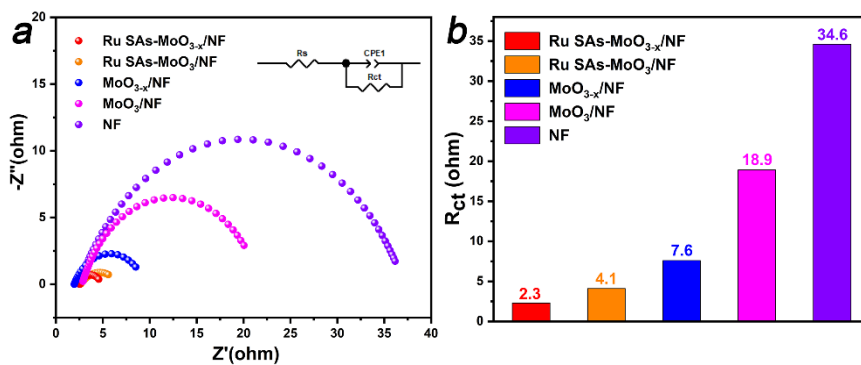 a
Ru SAs-MoO3-x/NF
Ru SAs-MoO3/NF
MoO3-x/NF
MoO3/NF
NF
Rs
CPE1
Rct
-Z''(ohm)
20
15
10
5
0
0 5 10 15 20 25 30 35 40
Z'(ohm)
b
Ru SAs-MoO3-x/NF
Ru SAs-MoO3/NF
MoO3-x/NF
MoO3/NF
NF
RCT (ohm)
35
30
25
20
15
10
5
0
2.3
4.1
7.6
18.9
34.6